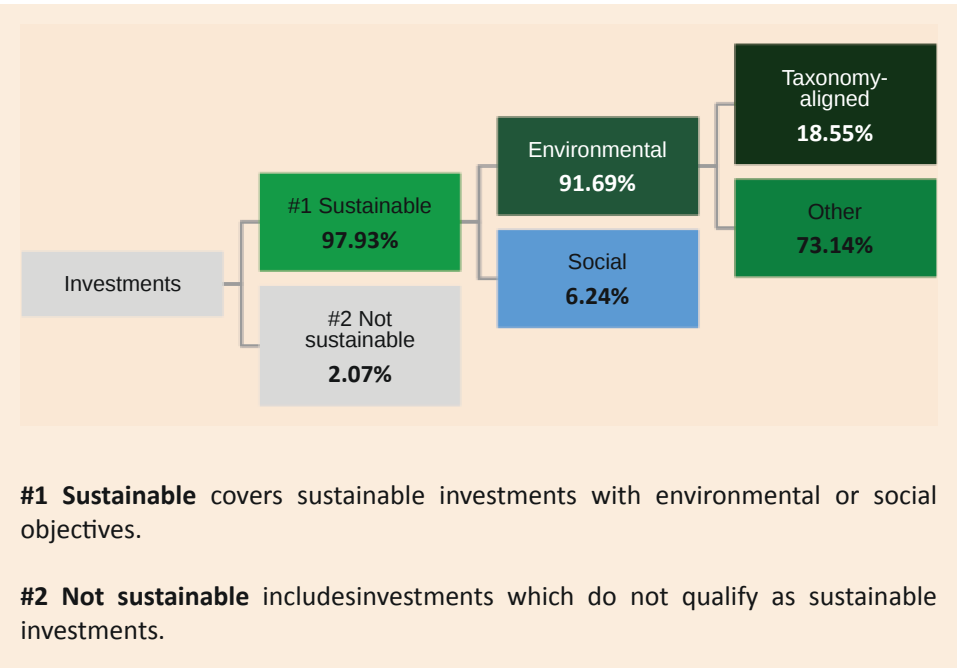 Investments
#1 Sustainable
97.93%
#2 Not
sustainable
2.07%
Environmental
91.69%
Social
6.24%
Taxonomy-
aligned
18.55%
Other
73.14%
#1 Sustainable covers sustainable investments with environmental or social
objectives.
#2 Not sustainable includesinvestments which do not qualify as sustainable
investments.